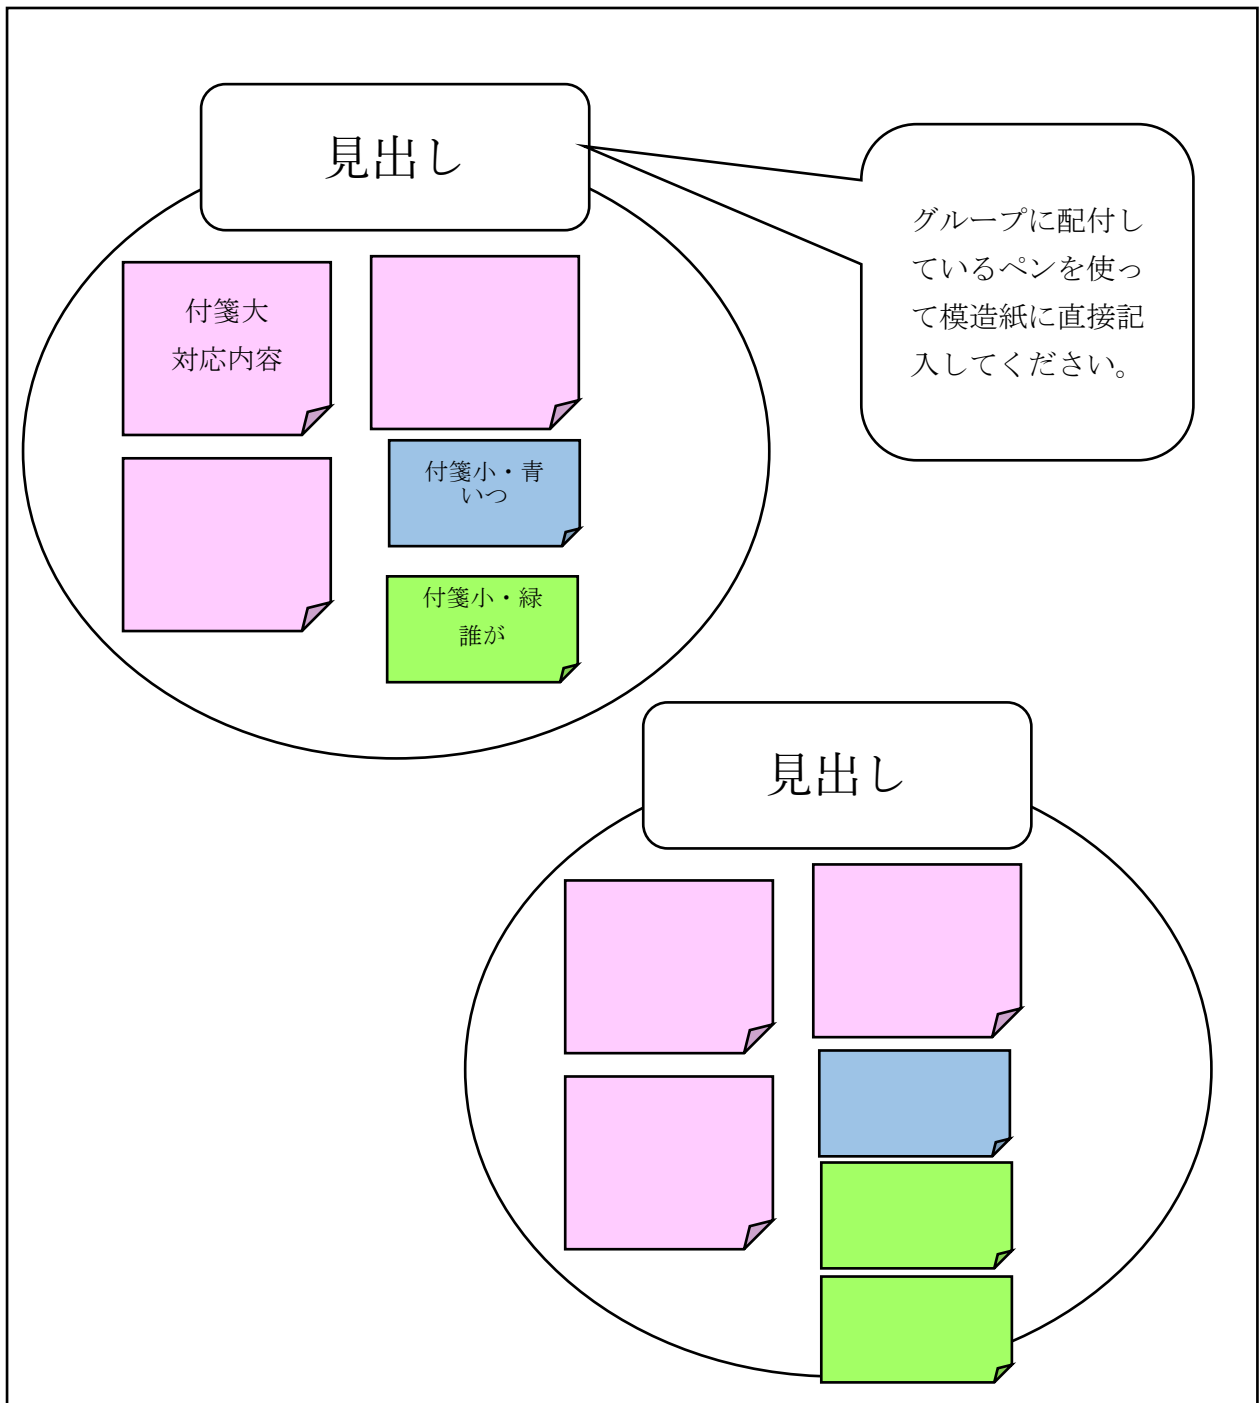 見出し
グループに配付し
ているペンを使っ
て模造紙に直接記
入してください。
付箋大
対応内容
付箋小・青
いつ
付箋小・緑
誰が
見出し